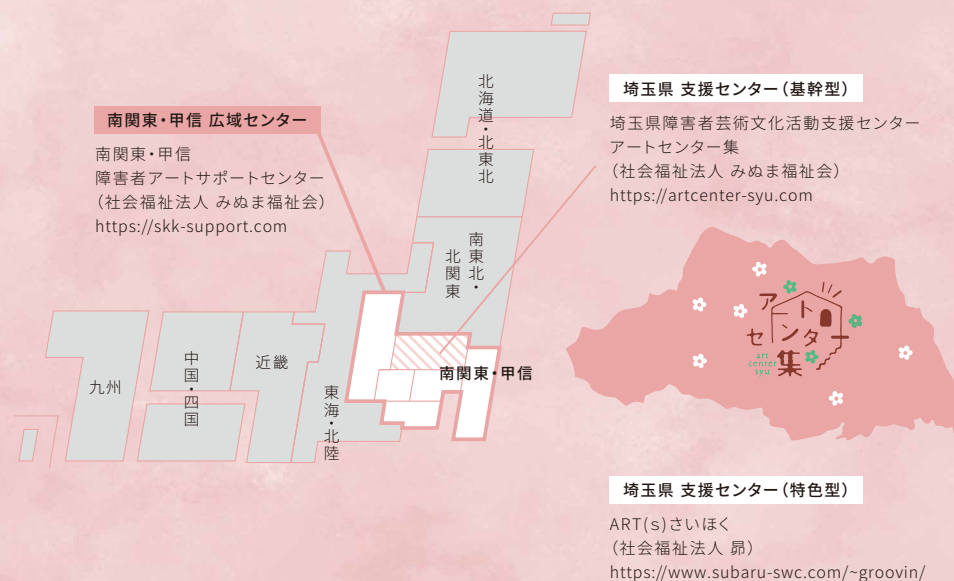 南関東・甲信 広域センター
南関東・甲信
障害者アートサポートセンター
（社会福祉法人 みぬま福祉会）
https://skk-support.com
北海道・北東北
南東北・
北関東
南関東・甲信
東海・北陸
近畿
中国・四国
九州
埼玉県 支援センター（基幹型）
埼玉県障害者芸術文化活動支援センター
アートセンター集
（社会福祉法人 みぬま福祉会）
https://artcenter-syu.com
アート
センター
集
art
center
syu
埼玉県 支援センター（特色型）
ART(s)さいほく
（社会福祉法人 昴）
https://www.subaru-swc.com/~groovin/